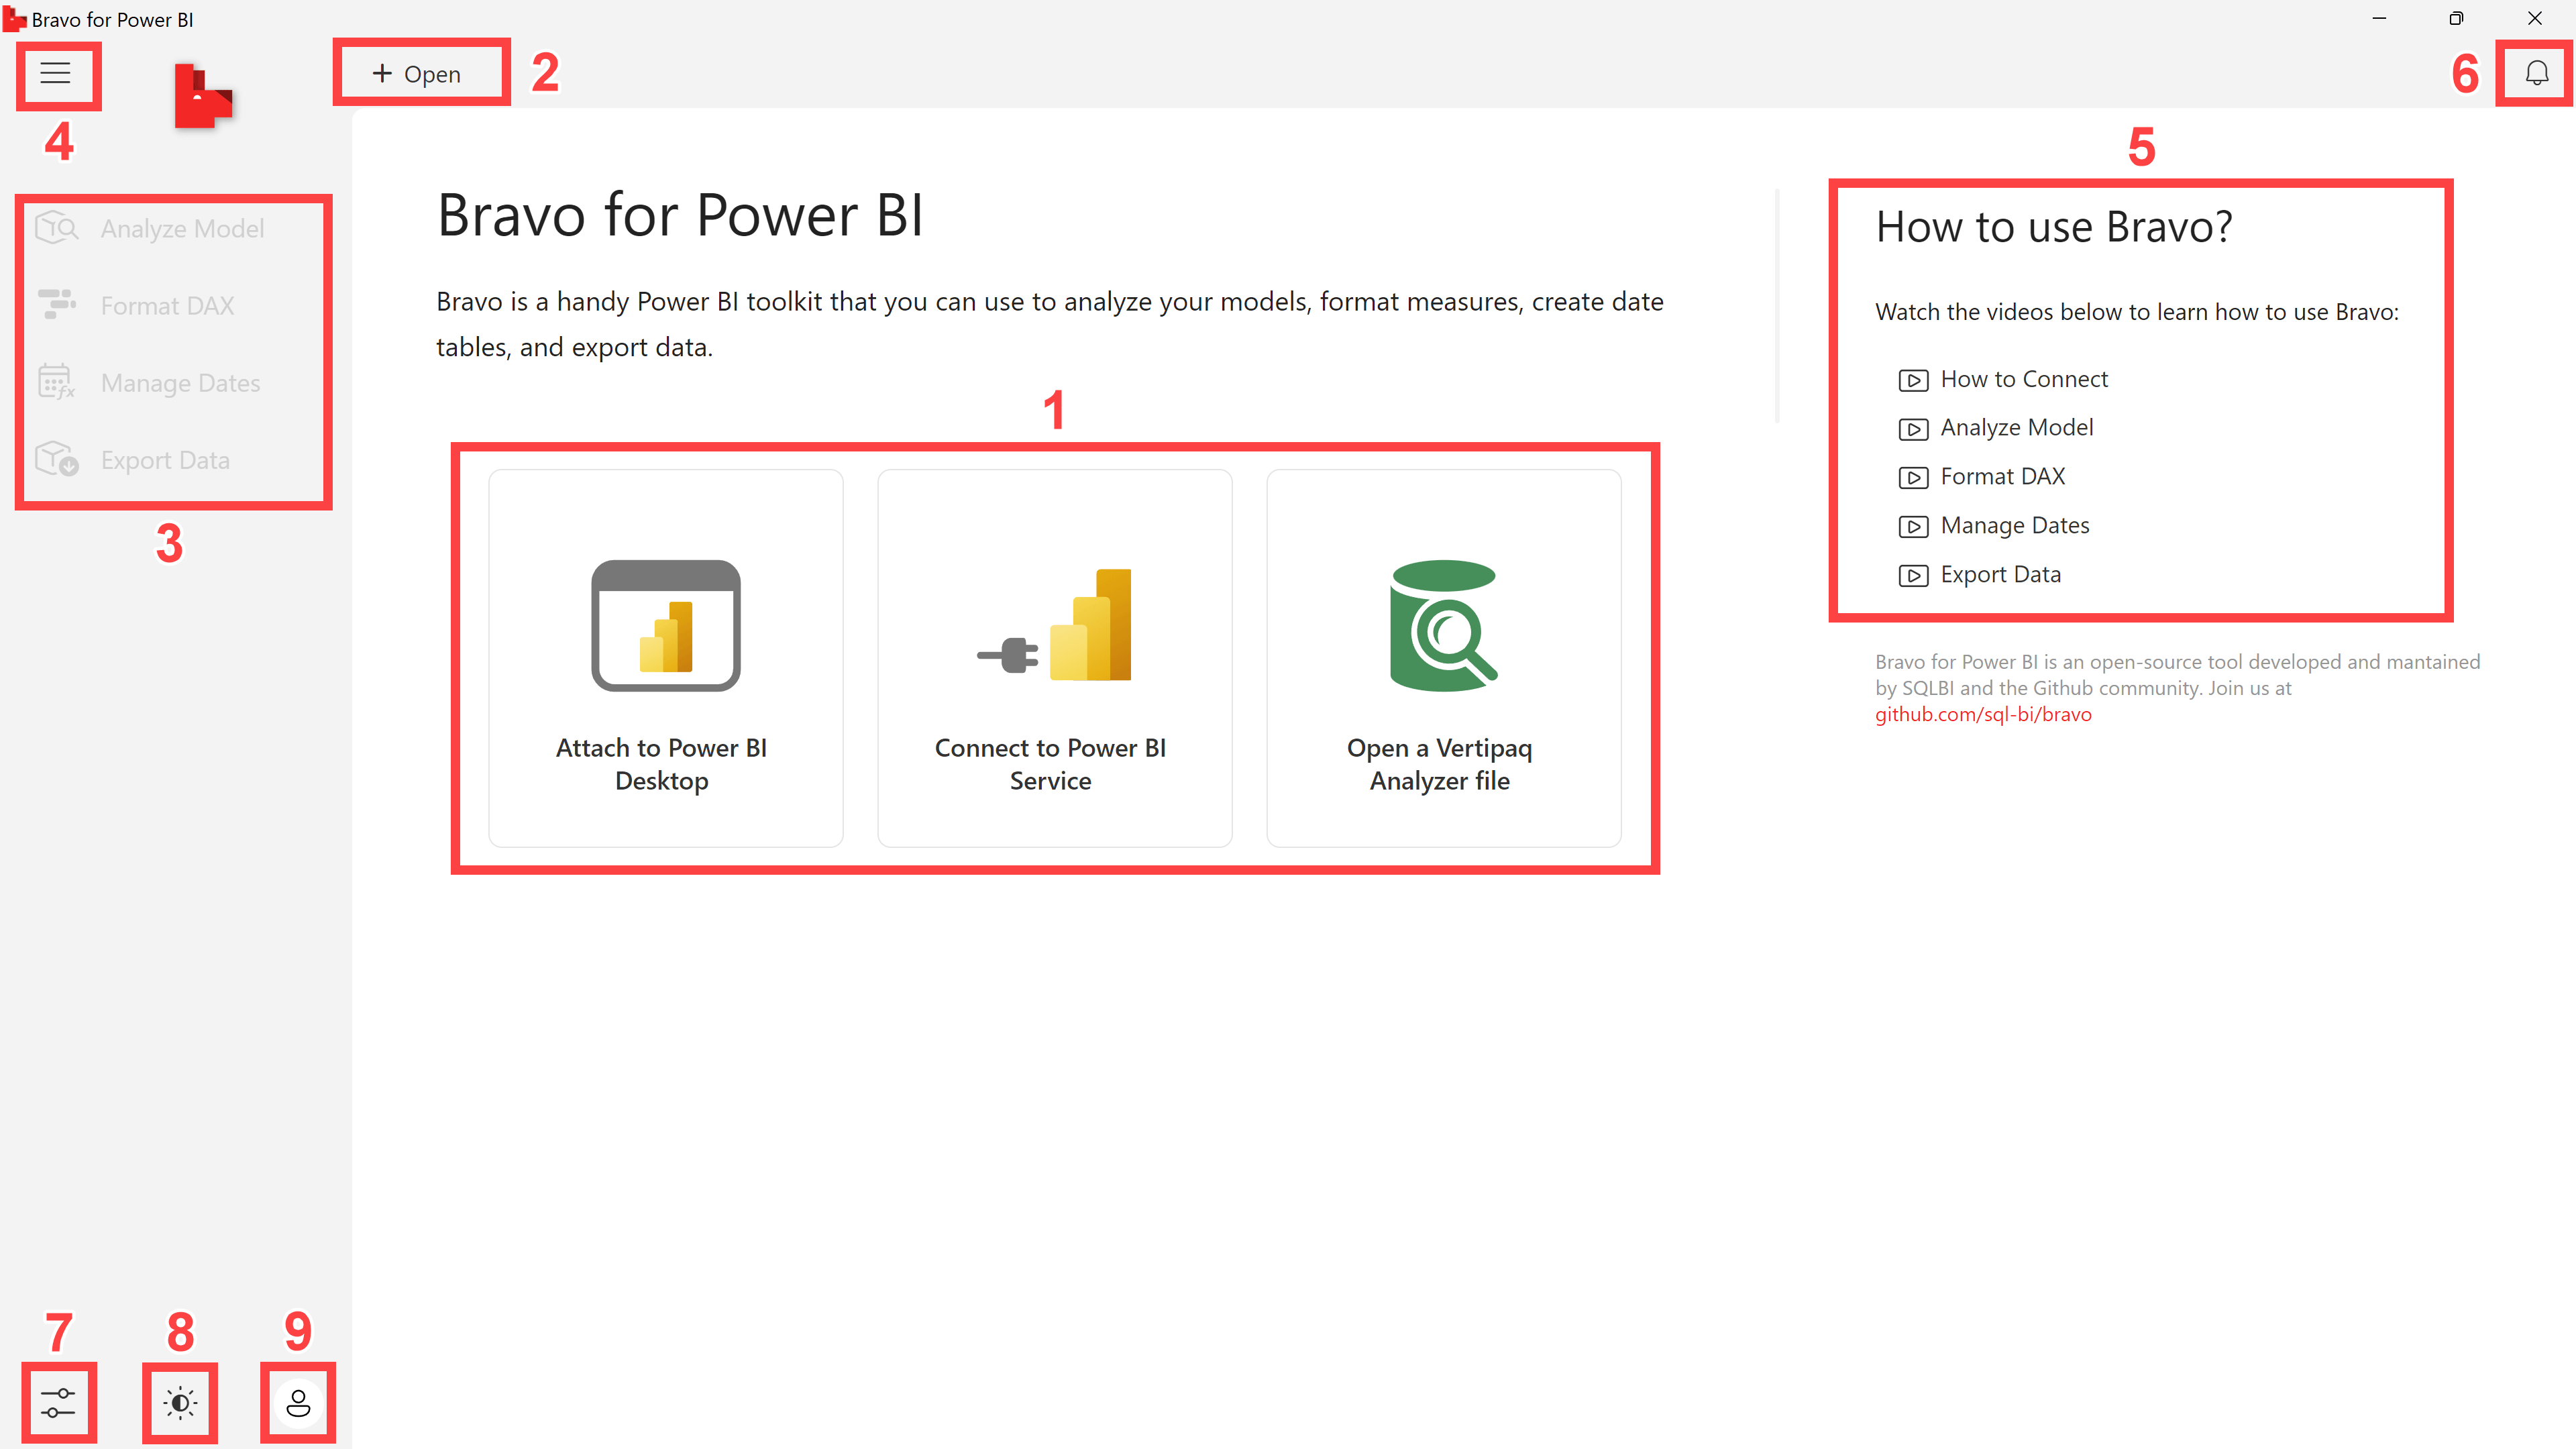 Bravo for Power BI
4
Open
2
6
Analyze Model
Format DAX
Manage Dates
Export Data
3
Bravo for Power BI
Bravo is a handy Power BI toolkit that you can use to analyze your models, format measures, create date
tables, and export data.
1
Attach to Power BI
Desktop
Connect to Power BI
Service
Open a Vertipaq
Analyzer file
5
How to use Bravo?
Watch the videos below to learn how to use Bravo:
How to Connect
Analyze Model
Format DAX
Manage Dates
Export Data
Bravo for Power BI is an open-source tool developed and mantained
by SQLBI and the Github community. Join us at
github.com/sql-bi/bravo
7 8 9